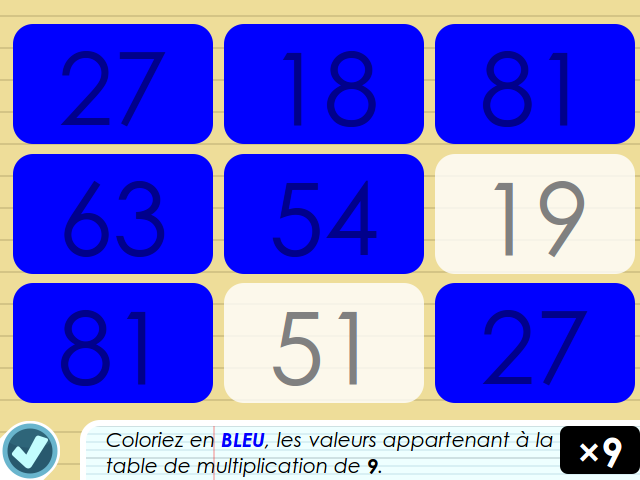 27 18 81
63 54 19
81 51 27
Coloriez en BLEU, les valeurs appartenant à la
table de multiplication de 9.
×9